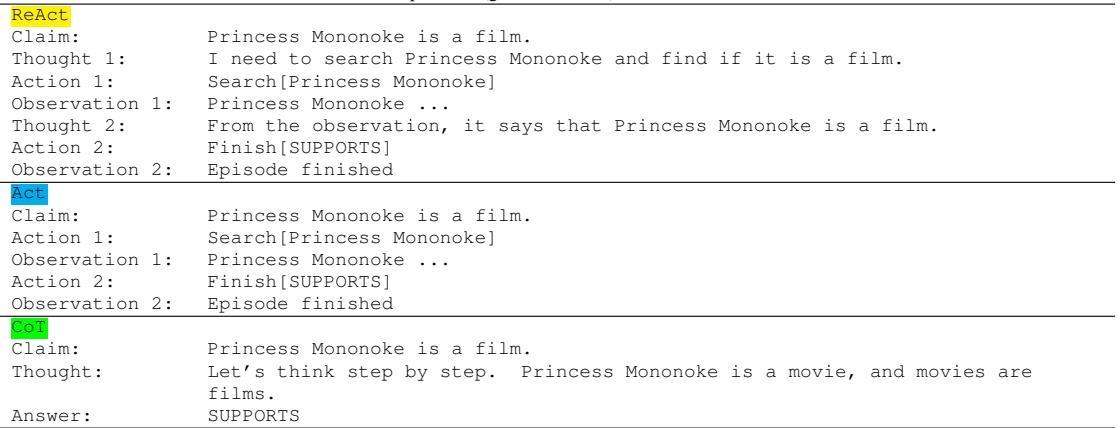 ReAct
Claim: Princess Mononoke is a film.
Thought 1: I need to search Princess Mononoke and find if it is a film.
Action 1: Search[Princess Mononoke]
Observation 1: Princess Mononoke ...
Thought 2: From the observation, it says that Princess Mononoke is a film.
Action 2: Finish[SUPPORTS]
Observation 2: Episode finished
Act
Claim: Princess Mononoke is a film.
Action 1: Search[Princess Mononoke]
Observation 1: Princess Mononoke ...
Action 2: Finish[SUPPORTS]
Observation 2: Episode finished
CoT
Claim: Princess Mononoke is a film.
Thought: Let's think step by step. Princess Mononoke is a movie, and movies are
films.
Answer: SUPPORTS